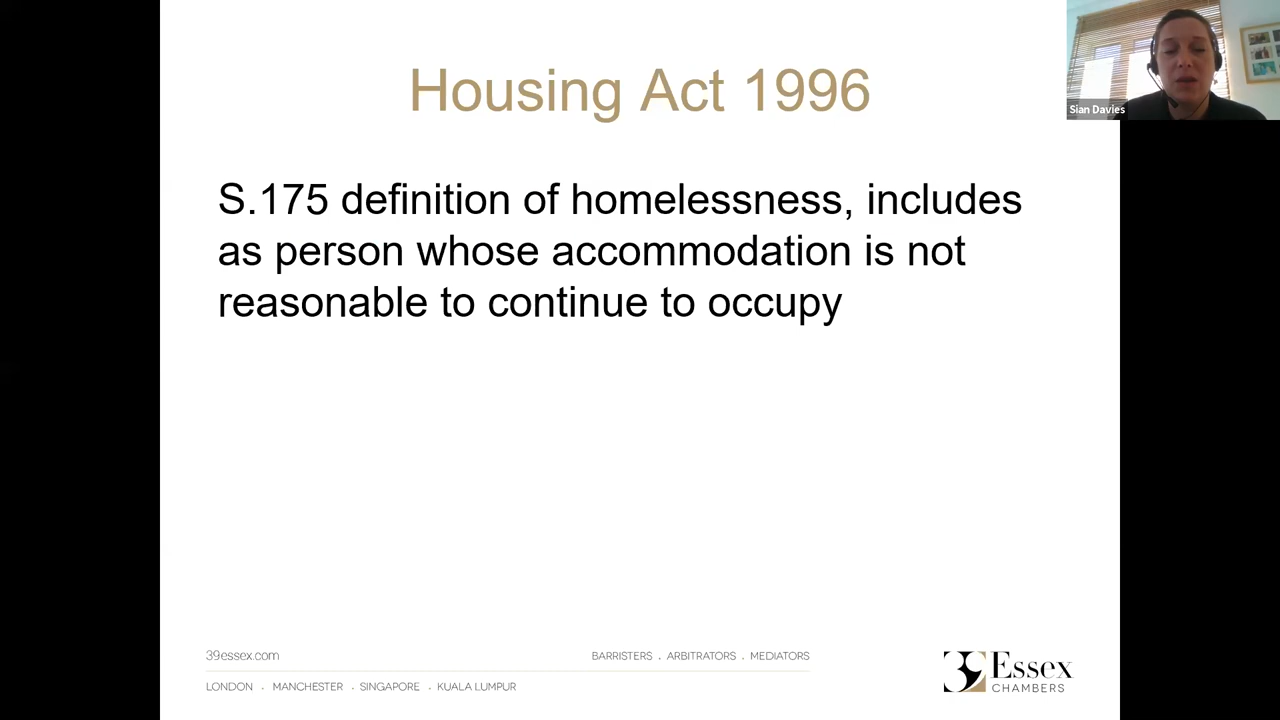 Housing Act 1996
Sian Davies
S.175 definition of homelessness, includes
as person whose accommodation is not
reasonable to continue to occupy
39essex.com
BARRISTERS . ARBITRATORS . MEDIATORS
LONDON . MANCHESTER . SINGAPORE . KUALA LUMPUR
39 Essex
CHAMBERS